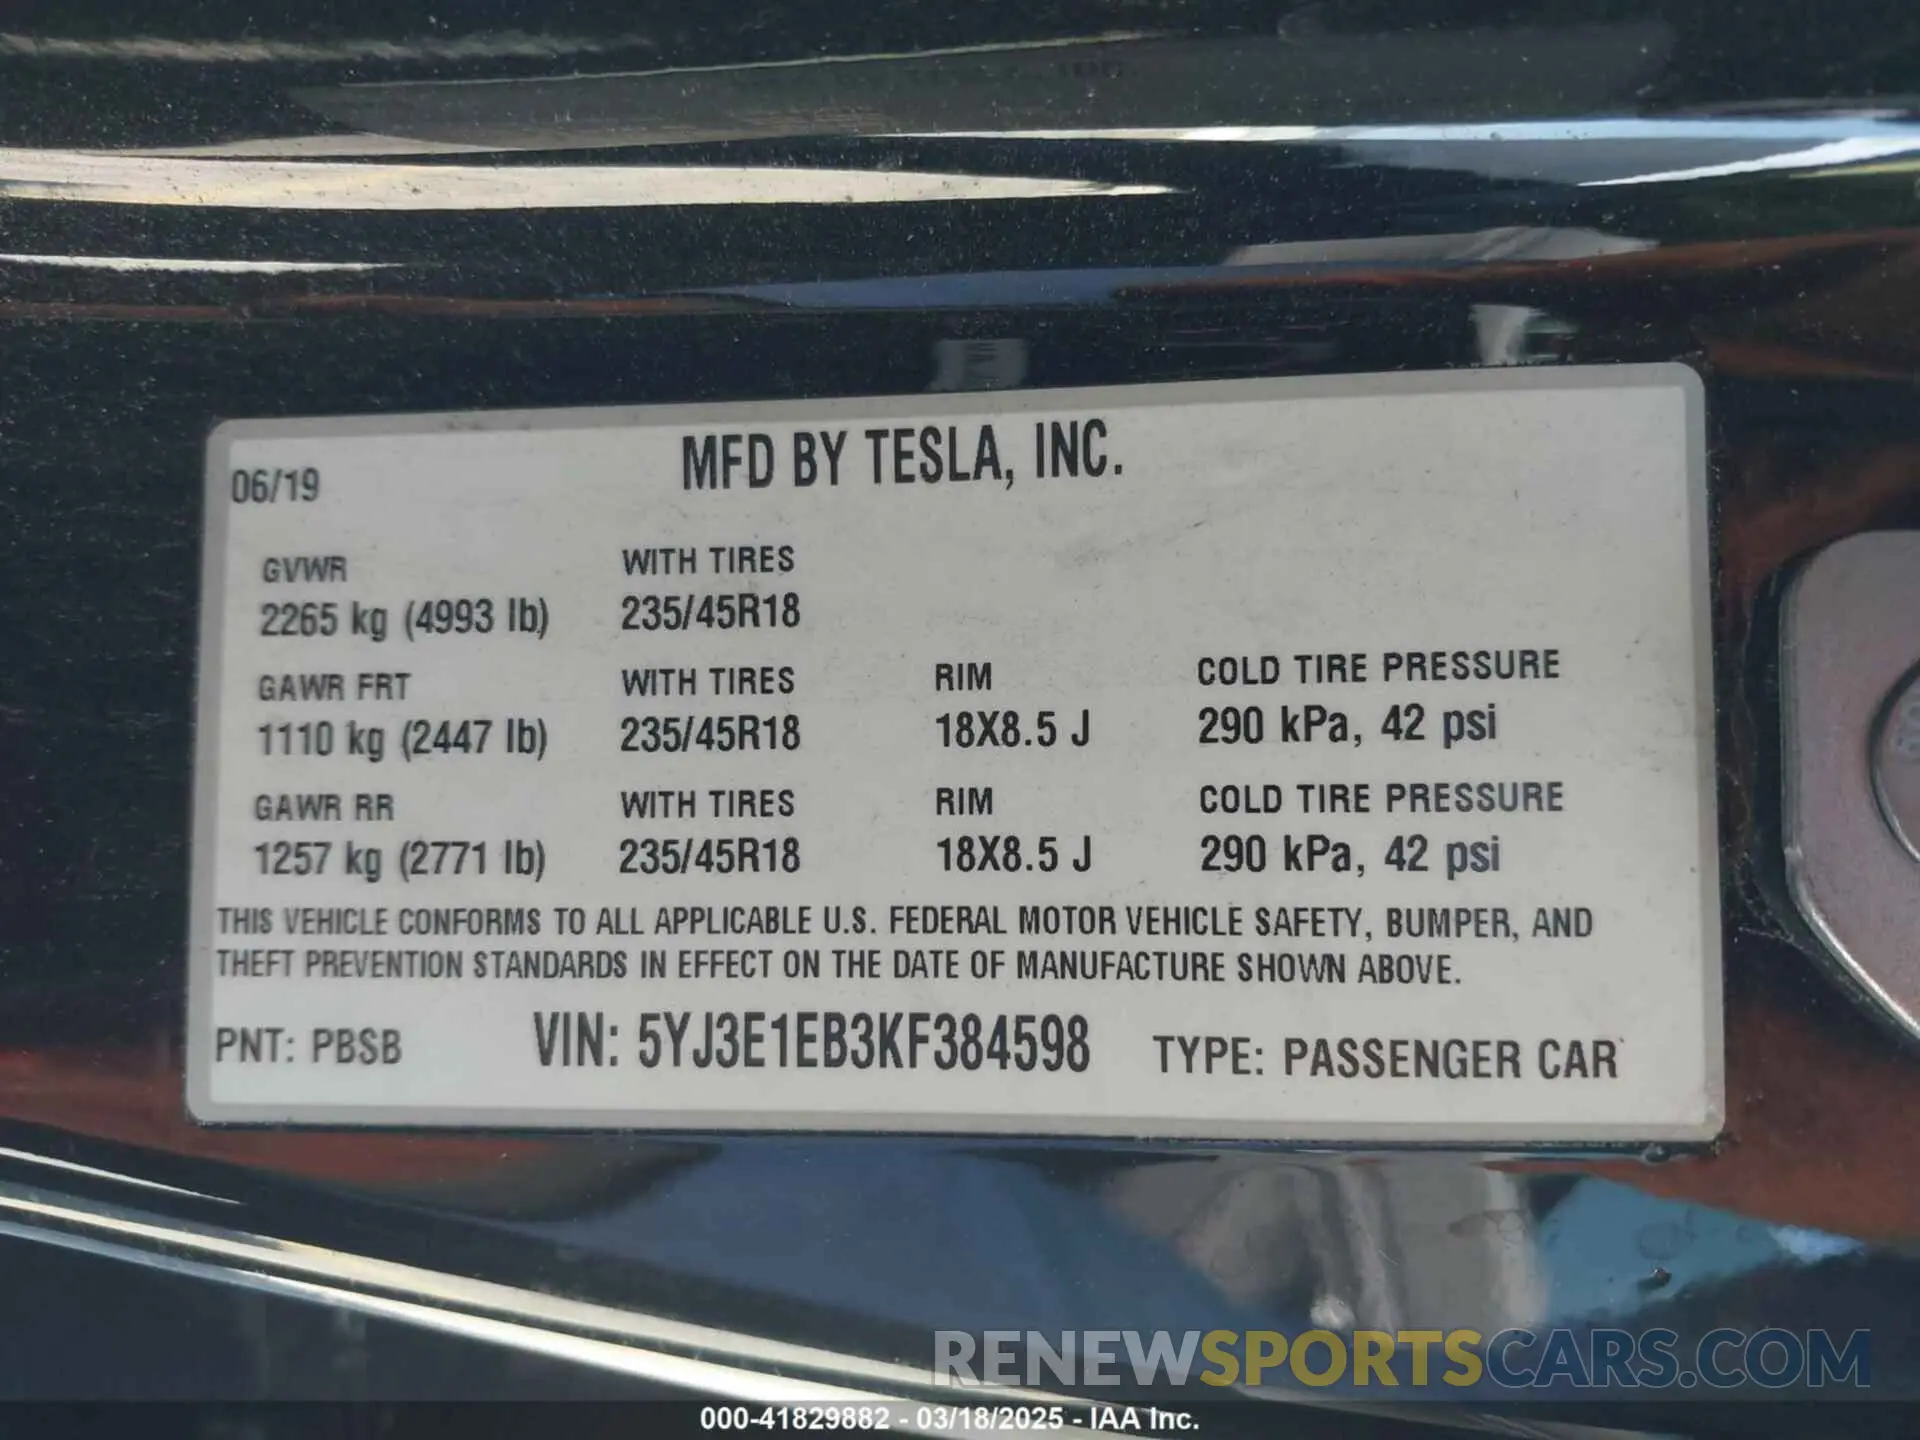 MFD BY TESLA, INC.
06/19
GVWR WITH TIRES
2265 kg (4993 lb) 235/45R18
GAWR FRT WITH TIRES RIM COLD TIRE PRESSURE
1110 kg (2447 lb) 235/45R18 18X8.5 J 290 kPa, 42 psi
GAWR RR WITH TIRES RIM COLD TIRE PRESSURE
1257 kg (2771 lb) 235/45R18 18X8.5 J 290 kPa, 42 psi
THIS VEHICLE CONFORMS TO ALL APPLICABLE U.S. FEDERAL MOTOR VEHICLE SAFETY, BUMPER, AND
THEFT PREVENTION STANDARDS IN EFFECT ON THE DATE OF MANUFACTURE SHOWN ABOVE.
PNT: PBSB VIN: 5YJ3E1EB3KF384598 TYPE: PASSENGER CAR
RENEWSPORTSCARS.COM
000-41829882 - 03/18/2025 - IAA Inc.